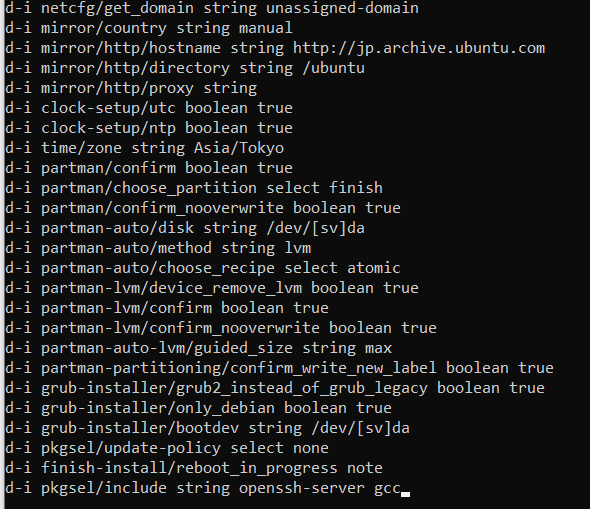 d-i netcfg/get_domain string unassigned-domain
d-i mirror/country string manual
d-i mirror/http/hostname string http://jp.archive.ubuntu.com
d-i mirror/http/directory string /ubuntu
d-i mirror/http/proxy string
d-i clock-setup/utc boolean true
d-i clock-setup/ntp boolean true
d-i time/zone string Asia/Tokyo
d-i partman/confirm boolean true
d-i partman/choose_partition select finish
d-i partman/confirm_nooverwrite boolean true
d-i partman-auto/disk string /dev/[sv]da
d-i partman-auto/method string lvm
d-i partman-auto/choose_recipe select atomic
d-i partman-lvm/device_remove_lvm boolean true
d-i partman-lvm/confirm boolean true
d-i partman-lvm/confirm_nooverwrite boolean true
d-i partman-auto-lvm/guided_size string max
d-i partman-partitioning/confirm_write_new_label boolean true
d-i grub-installer/grub2_instead_of_grub_legacy boolean true
d-i grub-installer/only_debian boolean true
d-i grub-installer/bootdev string /dev/[sv]da
d-i pkgsel/update-policy select none
d-i finish-install/reboot_in_progress note
d-i pkgsel/include string openssh-server gcc